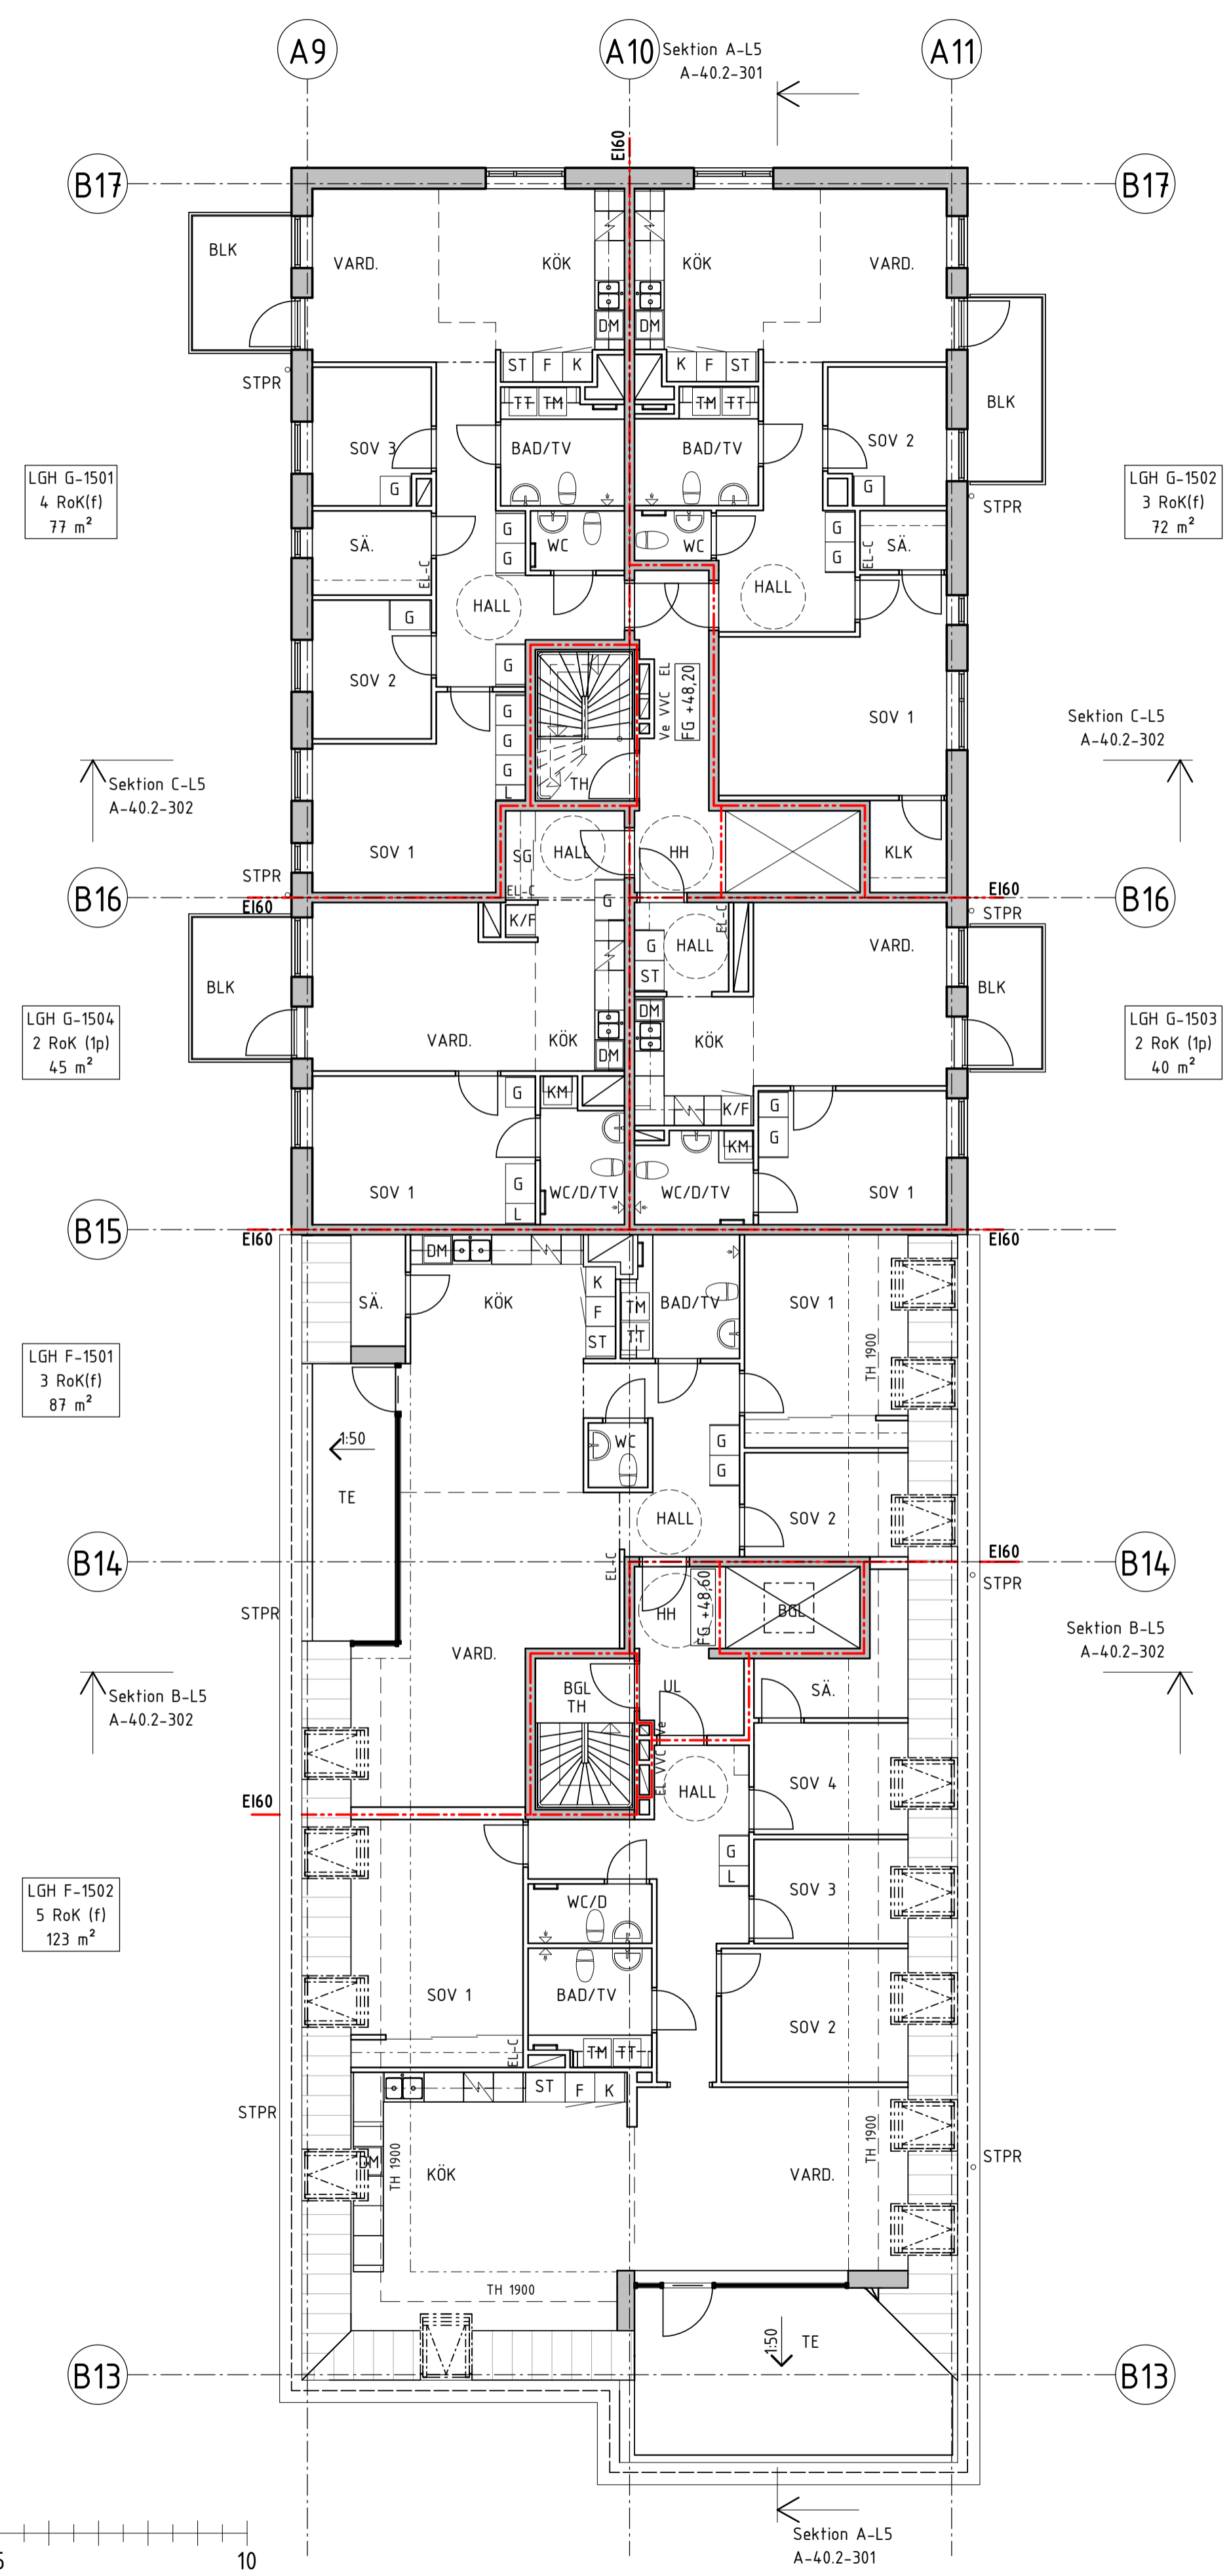 A9
A10
A11
Sektion A-L5
A-40.2-301
EI60
B17
B17
BLK
VARD.
KÖK
KÖK
VARD.
DM
DM
STPR
ST
F
K
K
F
ST
BLK
TT
TM
TM
TT
SOV 3
BAD/TV
BAD/TV
SOV 2
LGH G-1501
4 RoK(f)
77 m²
LGH G-1502
3 RoK(f)
72 m²
G
G
STPR
SÄ.
G
G
WC
WC
G
G
EL-C
SÄ.
EL-C
HALL
HALL
G
SOV 2
G
Ve VVC EL
FG +48,20
SOV 1
G
G
G
L
TH
Sektion C-L5
A-40.2-302
Sektion C-L5
A-40.2-302
SOV 1
SG
HALL
HH
KLK
STPR
EL-C
EI60
B16
EI60
B16
STPR
K/F
G
G
ST
HALL
EL-C
VARD.
BLK
BLK
LGH G-1504
2 RoK (1p)
45 m²
VARD.
KÖK
DM
DM
KÖK
LGH G-1503
2 RoK (1p)
40 m²
G
KM
K/F
G
G
KM
SOV 1
G
L
WC/D/TV
WC/D/TV
SOV 1
B15
EI60
EI60
DM
SÄ.
KÖK
K
F
ST
TM
TT
BAD/TV
SOV 1
TH 1900
LGH F-1501
3 RoK(f)
87 m²
1:50
WC
G
G
TE
HALL
SOV 2
EL-C
EI60
B14
B14
STPR
STPR
HH
FG +48,60
BGL
VARD.
BGL
TH
UL
SÄ.
Sektion B-L5
A-40.2-302
Sektion B-L5
A-40.2-302
EL VVC Ve
HALL
SOV 4
EI60
G
L
SOV 3
LGH F-1502
5 RoK (f)
123 m²
WC/D
SOV 1
BAD/TV
SOV 2
EL-C
TM
TT
ST
F
K
STPR
DM
TH 1900
KÖK
VARD.
TH 1900
STPR
TH 1900
1:50
TE
B13
B13
Sektion A-L5
A-40.2-301
10